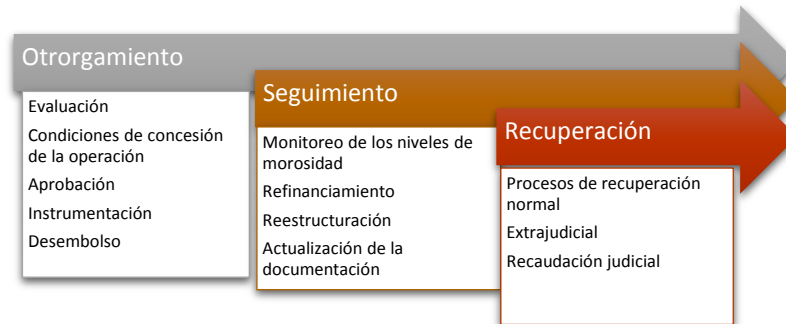 Otrorgamiento
Evaluación
Condiciones de concesión
de la operación
Aprobación
Instrumentación
Desembolso
Seguimiento
Monitoreo de los niveles de
morosidad
Refinanciamiento
Reestructuración
Actualización de la
documentación
Recuperación
Procesos de recuperación
normal
Extrajudicial
Recaudación judicial